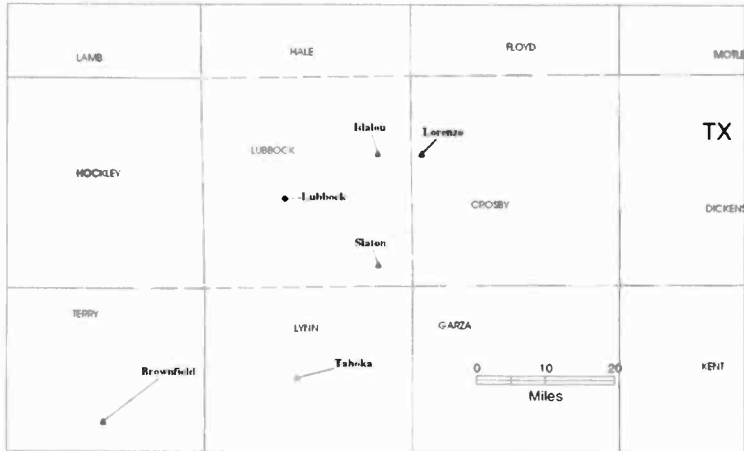 LAMB
HALE
FLOYD
MOTLE
Idalou
Lorenzo
TX
LUBBOCK
HOCKLEY
Lubbock
CROSBY
DICKENS
Slaton
TERRY
LYNN
GARZA
Brownfield
Tahoka
KENT
0 10 20
Miles